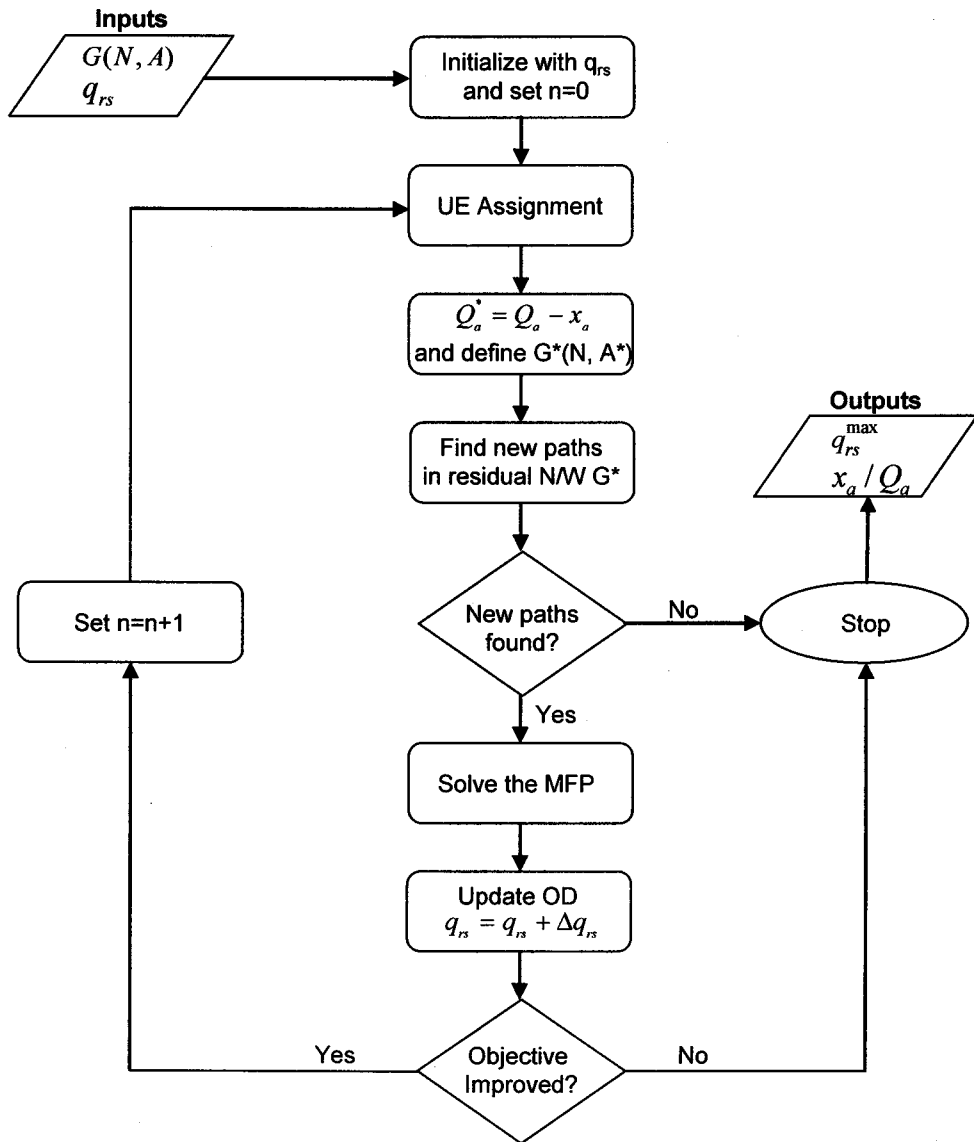 Inputs
G(N, A)
q_rs
Initialize with q_rs
and set n=0
UE Assignment
Q_a^* = Q_a - x_a
and define G*(N, A*)
Find new paths
in residual N/W G*
New paths
found?
No
Yes
Stop
Outputs
q_rs^max
x_a / Q_a
Set n=n+1
Solve the MFP
Update OD
q_rs = q_rs + Δq_rs
Objective
Improved?
Yes
No